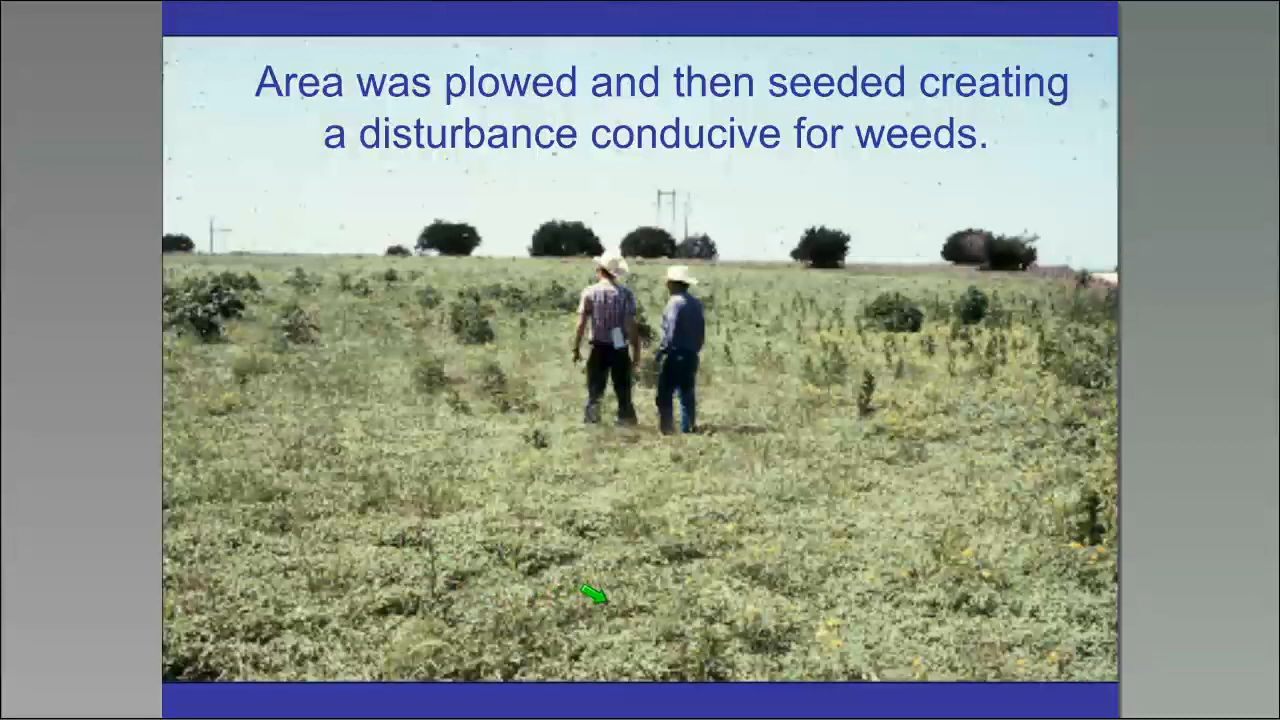 Area was plowed and then seeded creating
a disturbance conducive for weeds.